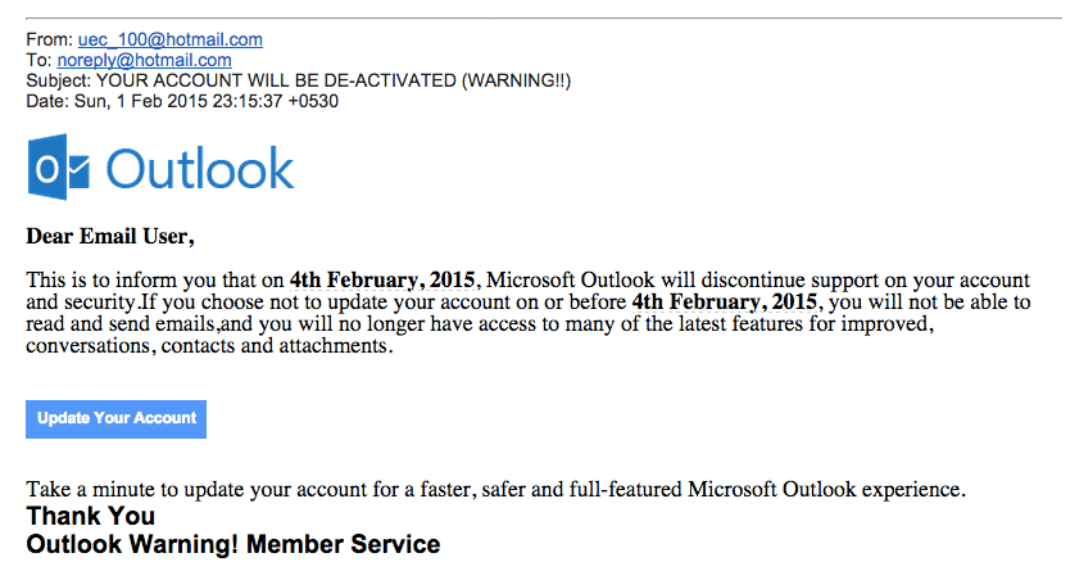 From: uec_100@hotmail.com
To: noreply@hotmail.com
Subject: YOUR ACCOUNT WILL BE DE-ACTIVATED (WARNING!!)
Date: Sun, 1 Feb 2015 23:15:37 +0530
Outlook
Dear Email User,
This is to inform you that on 4th February, 2015, Microsoft Outlook will discontinue support on your account
and security.If you choose not to update your account on or before 4th February, 2015, you will not be able to
read and send emails,and you will no longer have access to many of the latest features for improved,
conversations, contacts and attachments.
Update Your Account
Take a minute to update your account for a faster, safer and full-featured Microsoft Outlook experience.
Thank You
Outlook Warning! Member Service